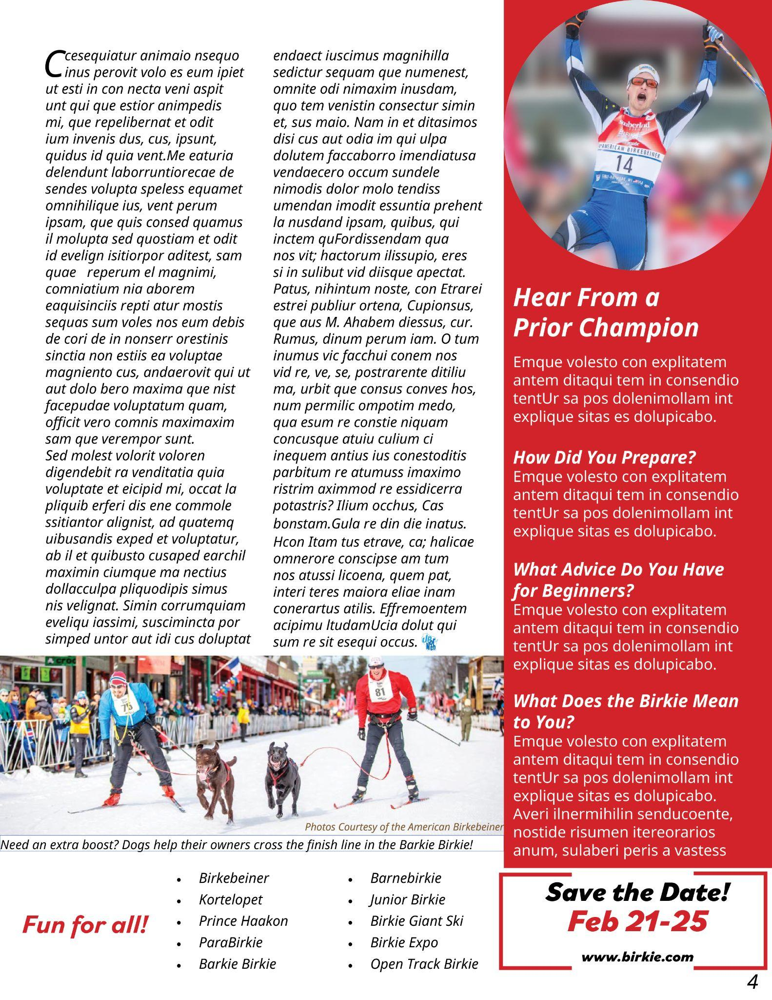 Ccesequiatur animaio nsequo
inus perovit volo es eum ipiet
ut esti in con necta veni aspit
unt qui que estior animpedis
mi, que repelibernat et odit
ium invenis dus, cus, ipsunt,
quidus id quia vent.Me eaturia
delendunt laborruntiorecae de
sendes volupta speless equamet
omnihilique ius, vent perum
ipsam, que quis consed quamus
il molupta sed quostiam et odit
id evelign isitiorpor aditest, sam
quae reperum el magnimi,
comniatium nia aborem
eaquisinciis repti atur mostis
sequas sum voles nos eum debis
de cori de in nonserr orestinis
sinctia non estiis ea voluptae
magniento cus, andaerovit qui ut
aut dolo bero maxima que nist
facepudae voluptatum quam,
officit vero comnis maximaxim
sam que verempor sunt.
Sed molest volorit voloren
digendebit ra venditatia quia
voluptate et eicipid mi, occat la
pliquib erferi dis ene commole
ssitiantor alignist, ad quatemq
uibusandis exped et voluptatur,
ab il et quibusto cusaped earchil
maximin ciumque ma nectius
dollacculpa pliquodipis simus
nis velignat. Simin corrumquiam
eveliqu iassimi, suscimincta por
simped untor aut idi cus doluptat
endaect iuscimus magnihilla
sedictur sequam que numenest,
omnite odi nimaxim inusdam,
quo tem venistin consectur simin
et, sus maio. Nam in et ditasimos
disi cus aut odia im qui ulpa
dolutem faccaborro imendiatusa
vendaecero occum sundele
nimodis dolor molo tendiss
umendan imodit essuntia prehent
la nusdand ipsam, quibus, qui
inctem quFordissendam qua
nos vit; hactorum ilissupio, eres
si in sulibut vid diisque apectat.
Patus, nihintum noste, con Etrarei
estrei publiur ortena, Cupionsus,
que aus M. Ahabem diessus, cur.
Rumus, dinum perum iam. O tum
inumus vic facchui conem nos
vid re, ve, se, postrarente ditiliu
ma, urbit que consus conves hos,
num permilic ompotim medo,
qua esum re constie niquam
concusque atuiu culium ci
inequem antius ius conestoditis
parbitum re atumuss imaximo
ristrim aximmod re essidicerra
potastris? Ilium occhus, Cas
bonstam.Gula re din die inatus.
Hcon Itam tus etrave, ca; halicae
omnerore conscipse am tum
nos atussi licoena, quem pat,
interi teres maiora eliae inam
conerartus atilis. Effremoentem
acipimu ltudamUcia dolut qui
sum re sit esequi occus.
UP
Nor
Nth
AMERICAN BIRKEBEINER
14
CABLE-HAYWARD, WI
Hear From a
Prior Champion
Emque volesto con explitatem
antem ditaqui tem in consendio
tentUr sa pos dolenimollam int
explique sitas es dolupicabo.
How Did You Prepare?
Emque volesto con explitatem
antem ditaqui tem in consendio
tentUr sa pos dolenimollam int
explique sitas es dolupicabo.
What Advice Do You Have
for Beginners?
Emque volesto con explitatem
antem ditaqui tem in consendio
tentUr sa pos dolenimollam int
explique sitas es dolupicabo.
What Does the Birkie Mean
to You?
Emque volesto con explitatem
antem ditaqui tem in consendio
tentUr sa pos dolenimollam int
explique sitas es dolupicabo.
Averi ilnermihilin senducoente,
nostide risumen itereorarios
anum, sulaberi peris a vastess
81
Photos Courtesy of the American Birkebeiner
Need an extra boost? Dogs help their owners cross the finish line in the Barkie Birkie!
Fun for all!
• Birkebeiner
• Kortelopet
• Prince Haakon
• ParaBirkie
• Barkie Birkie
• Barnebirkie
• Junior Birkie
• Birkie Giant Ski
• Birkie Expo
• Open Track Birkie
Save the Date!
Feb 21-25
www.birkie.com
4